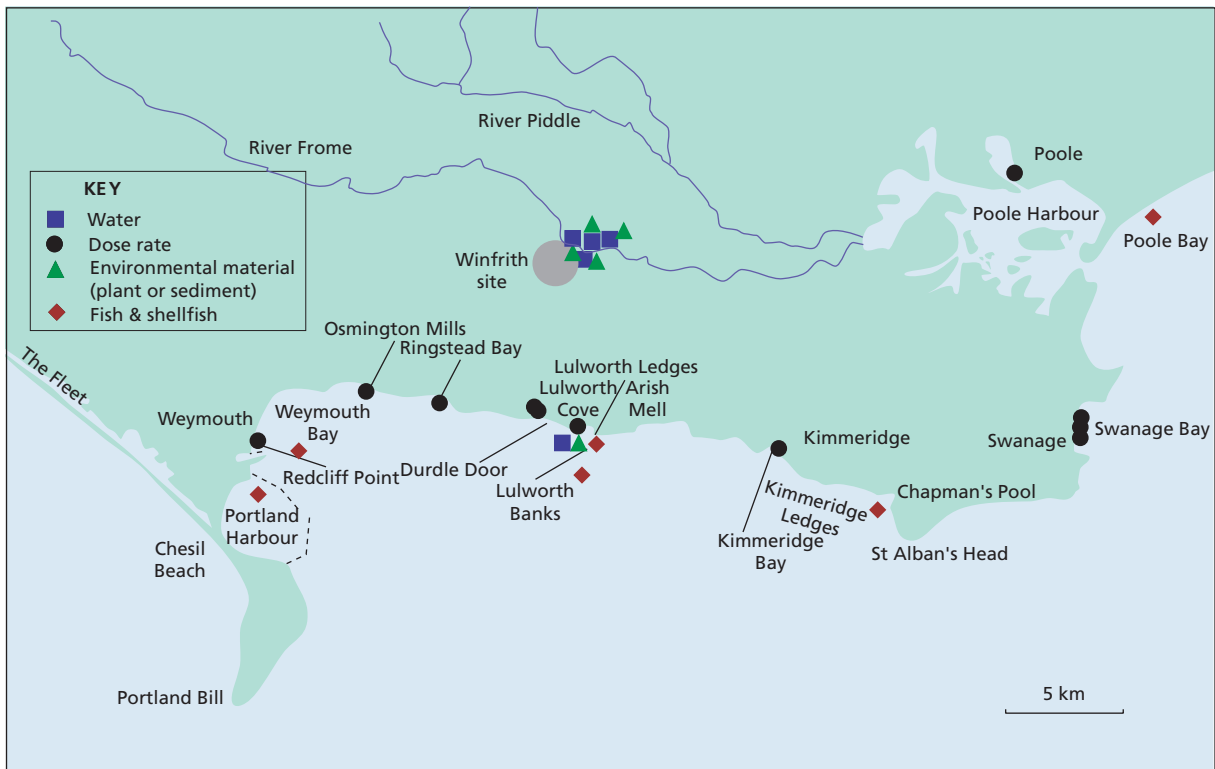 River Piddle
River Frome
Poole
KEY
Water
Dose rate
Environmental material
(plant or sediment)
Fish & shellfish
Poole Harbour
Poole Bay
Winfrith
site
Osmington Mills
Ringstead Bay
The Fleet
Lulworth Ledges
Lulworth
Cove
Arish
Mell
Weymouth
Weymouth
Bay
Redcliff Point
Durdle Door
Lulworth
Banks
Kimmeridge
Swanage
Swanage Bay
Kimmeridge
Ledges
Chapman's Pool
Kimmeridge
Bay
St Alban's Head
Portland
Harbour
Chesil
Beach
Portland Bill
5 km